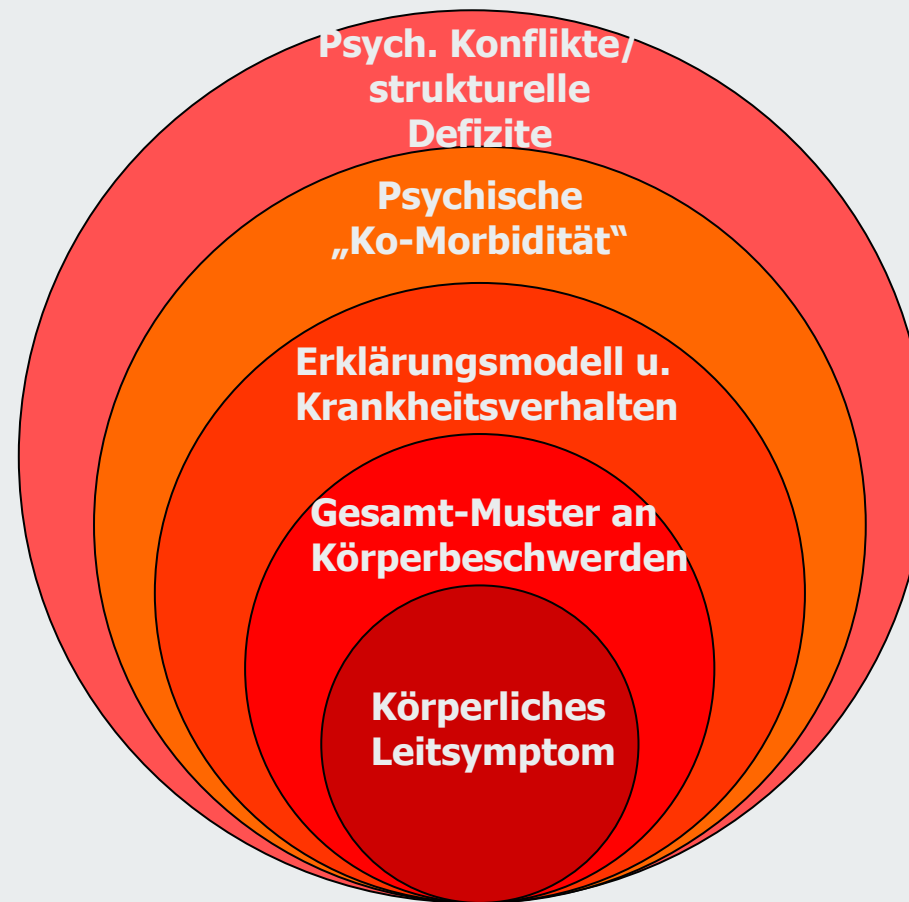 Psych. Konflikte/
strukturelle
Defizite
Psychische
„Ko-Morbidität“
Erklärungsmodell u.
Krankheitsverhalten
Gesamt-Muster an
Körperbeschwerden
Körperliches
Leitsymptom